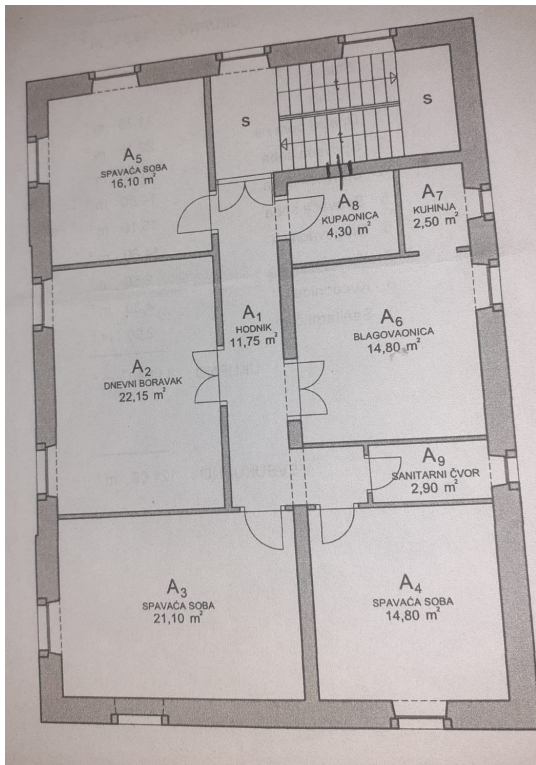 S
S
A5
SPAVAĆA SOBA
16,10 m²
A8
KUPAONICA
4,30 m²
A7
KUHINJA
2,50 m²
A1
HODNIK
11,75 m²
A6
BLAGOVAONICA
14,80 m²
A2
DNEVNI BORAVAK
22,15 m²
A9
SANITARNI ČVOR
2,90 m²
A3
SPAVAĆA SOBA
21,10 m²
A4
SPAVAĆA SOBA
14,80 m²